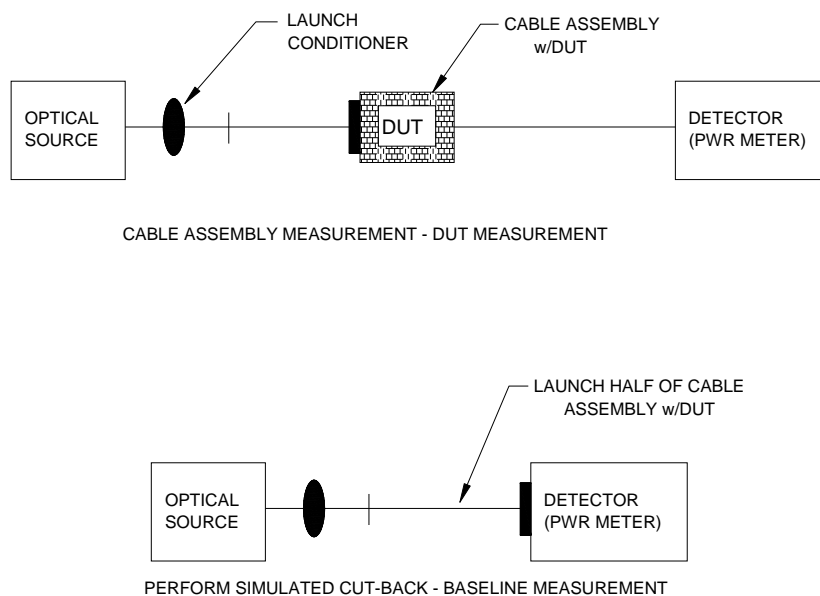 LAUNCH
CONDITIONER
CABLE ASSEMBLY
w/DUT
OPTICAL
SOURCE
DUT
DETECTOR
(PWR METER)
CABLE ASSEMBLY MEASUREMENT - DUT MEASUREMENT
LAUNCH HALF OF CABLE
ASSEMBLY w/DUT
OPTICAL
SOURCE
DETECTOR
(PWR METER)
PERFORM SIMULATED CUT-BACK - BASELINE MEASUREMENT